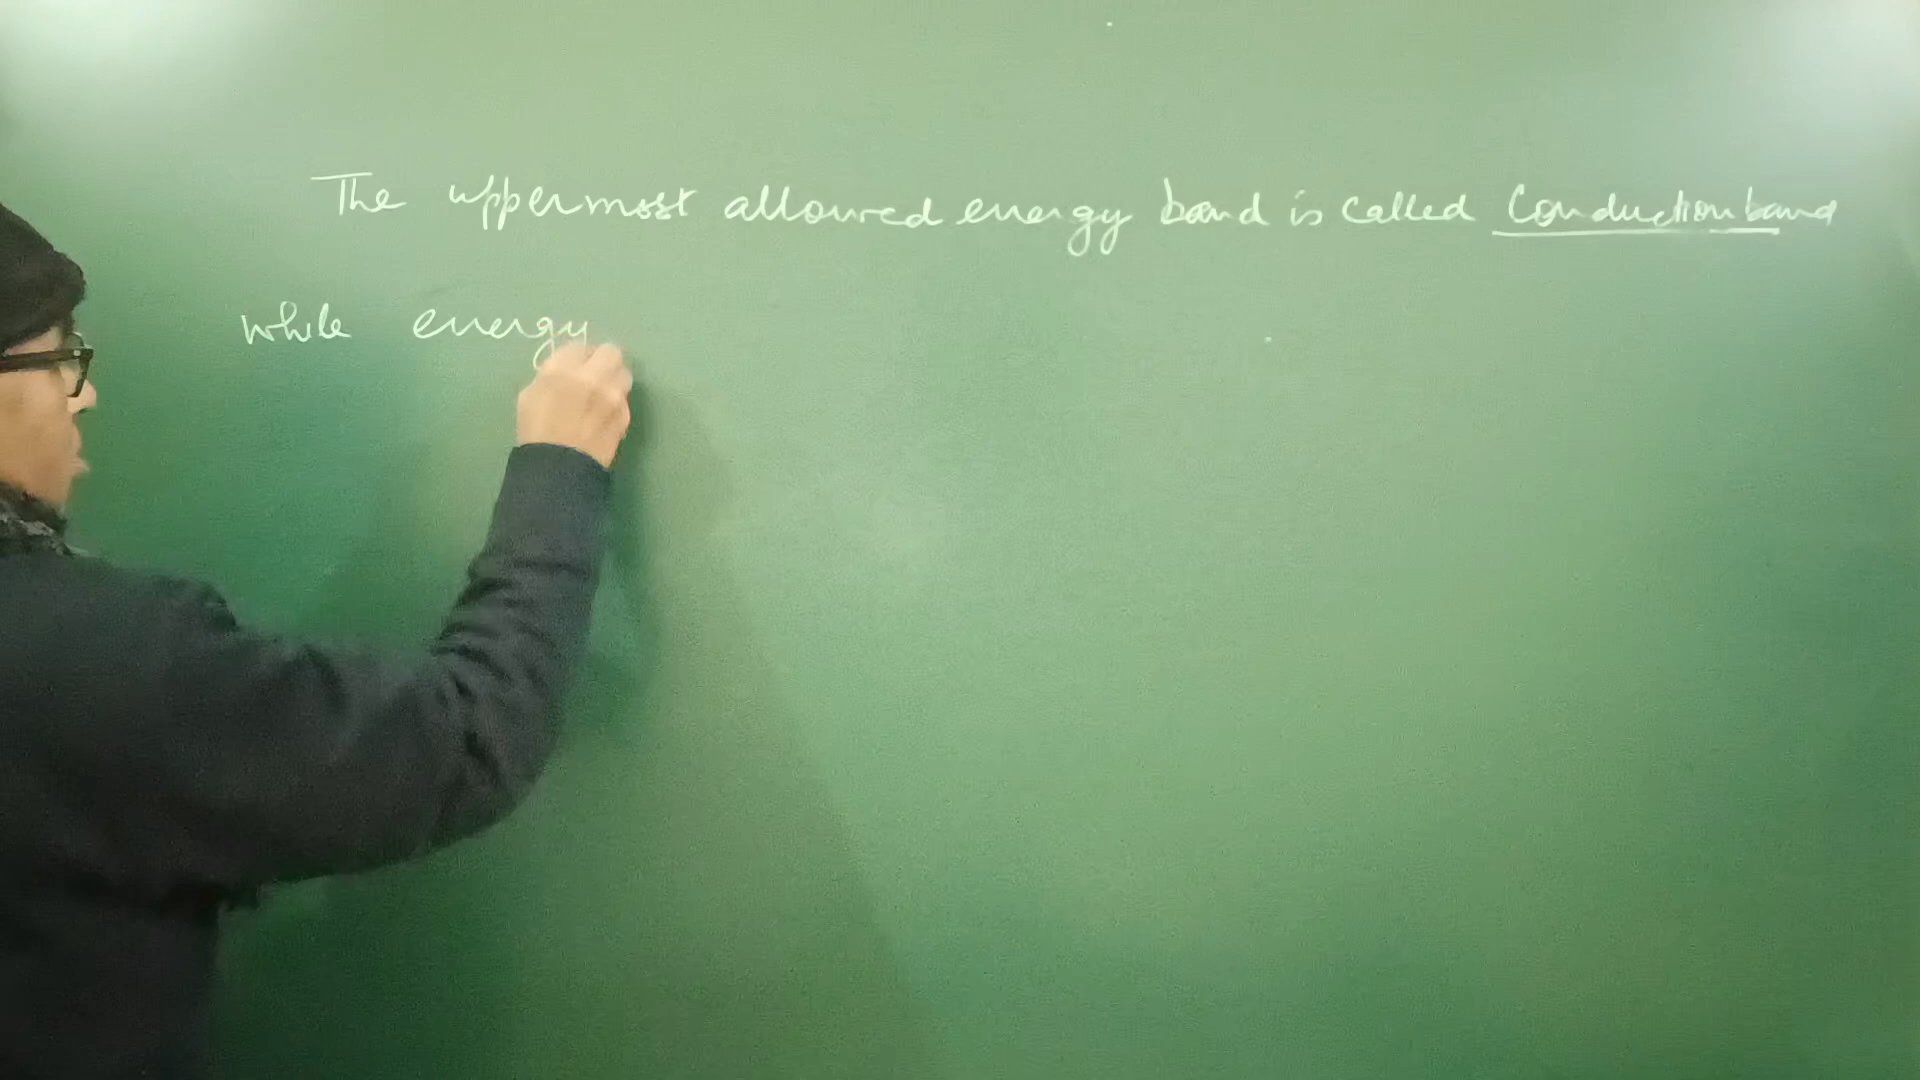 The uppermost allowed energy band is called Conduction band
while energy